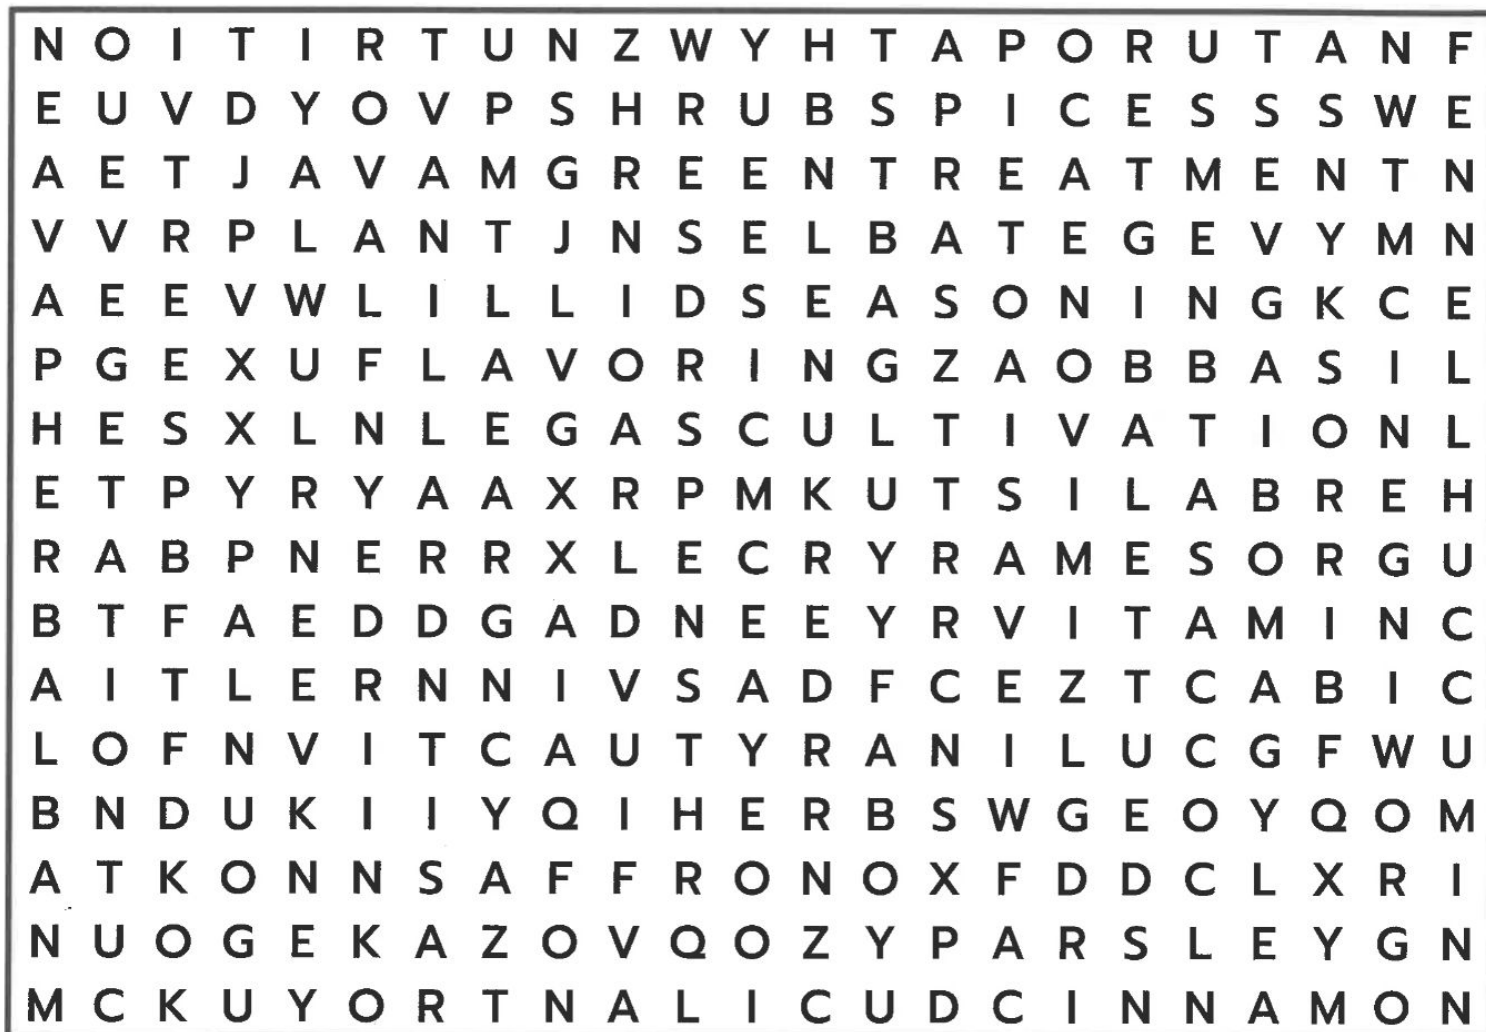 N O I T I R T U N Z W Y H T A P O R U T A N F
E U V D Y O V P S H R U B S P I C E S S S W E
A E T J A V A M G R E E N T R E A T M E N T N
V V R P L A N T J N S E L B A T E G E V Y M N
A E E V W L I L L I D S E A S O N I N G K C E
P G E X U F L A V O R I N G Z A O B B A S I L
H E S X L N L E G A S C U L T I V A T I O N L
E T P Y R Y A A X R P M K U T S I L A B R E H
R A B P N E R R X L E C R Y R A M E S O R G U
B T F A E D D G A D N E E Y R V I T A M I N C
A I T L E R N N I V S A D F C E Z T C A B I C
L O F N V I T C A U T Y R A N I L U C G F W U
B N D U K I I Y Q I H E R B S W G E O Y Q O M
A T K O N N S A F F R O N O X F D D C L X R I
N U O G E K A Z O V Q O Z Y P A R S L E Y G N
M C K U Y O R T N A L I C U D C I N N A M O N